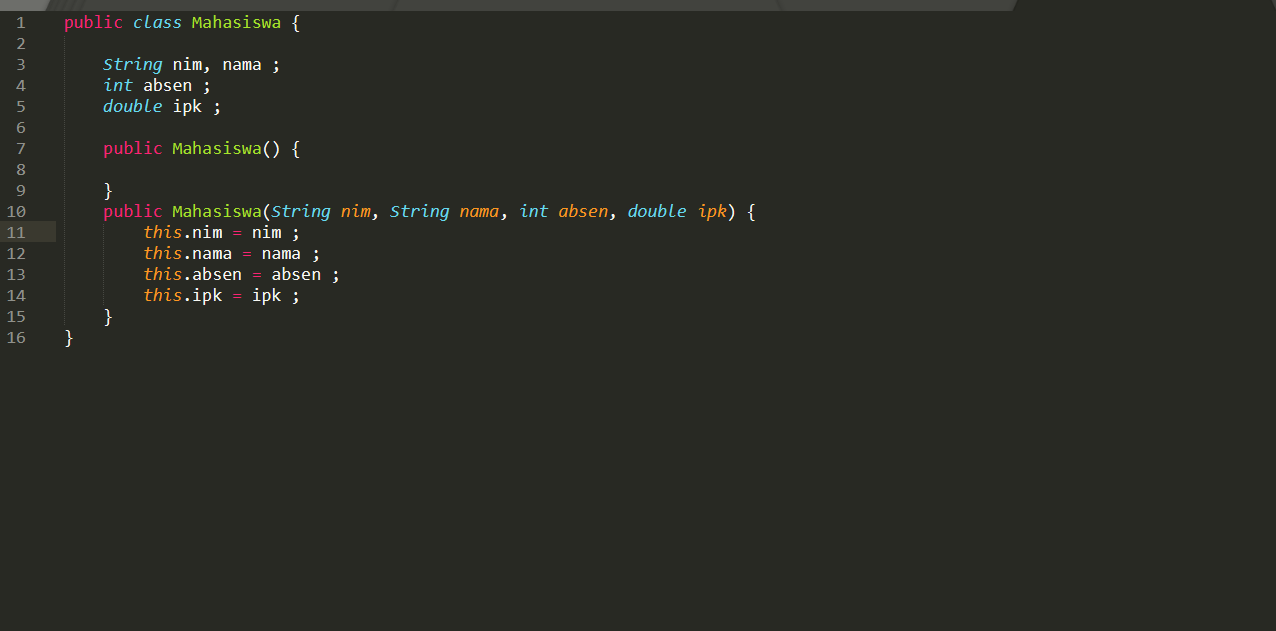 1 public class Mahasiswa {
2
3 String nim, nama ;
4 int absen ;
5 double ipk ;
6
7 public Mahasiswa() {
8
9 }
10 public Mahasiswa(String nim, String nama, int absen, double ipk) {
11 this.nim = nim ;
12 this.nama = nama ;
13 this.absen = absen ;
14 this.ipk = ipk ;
15 }
16 }